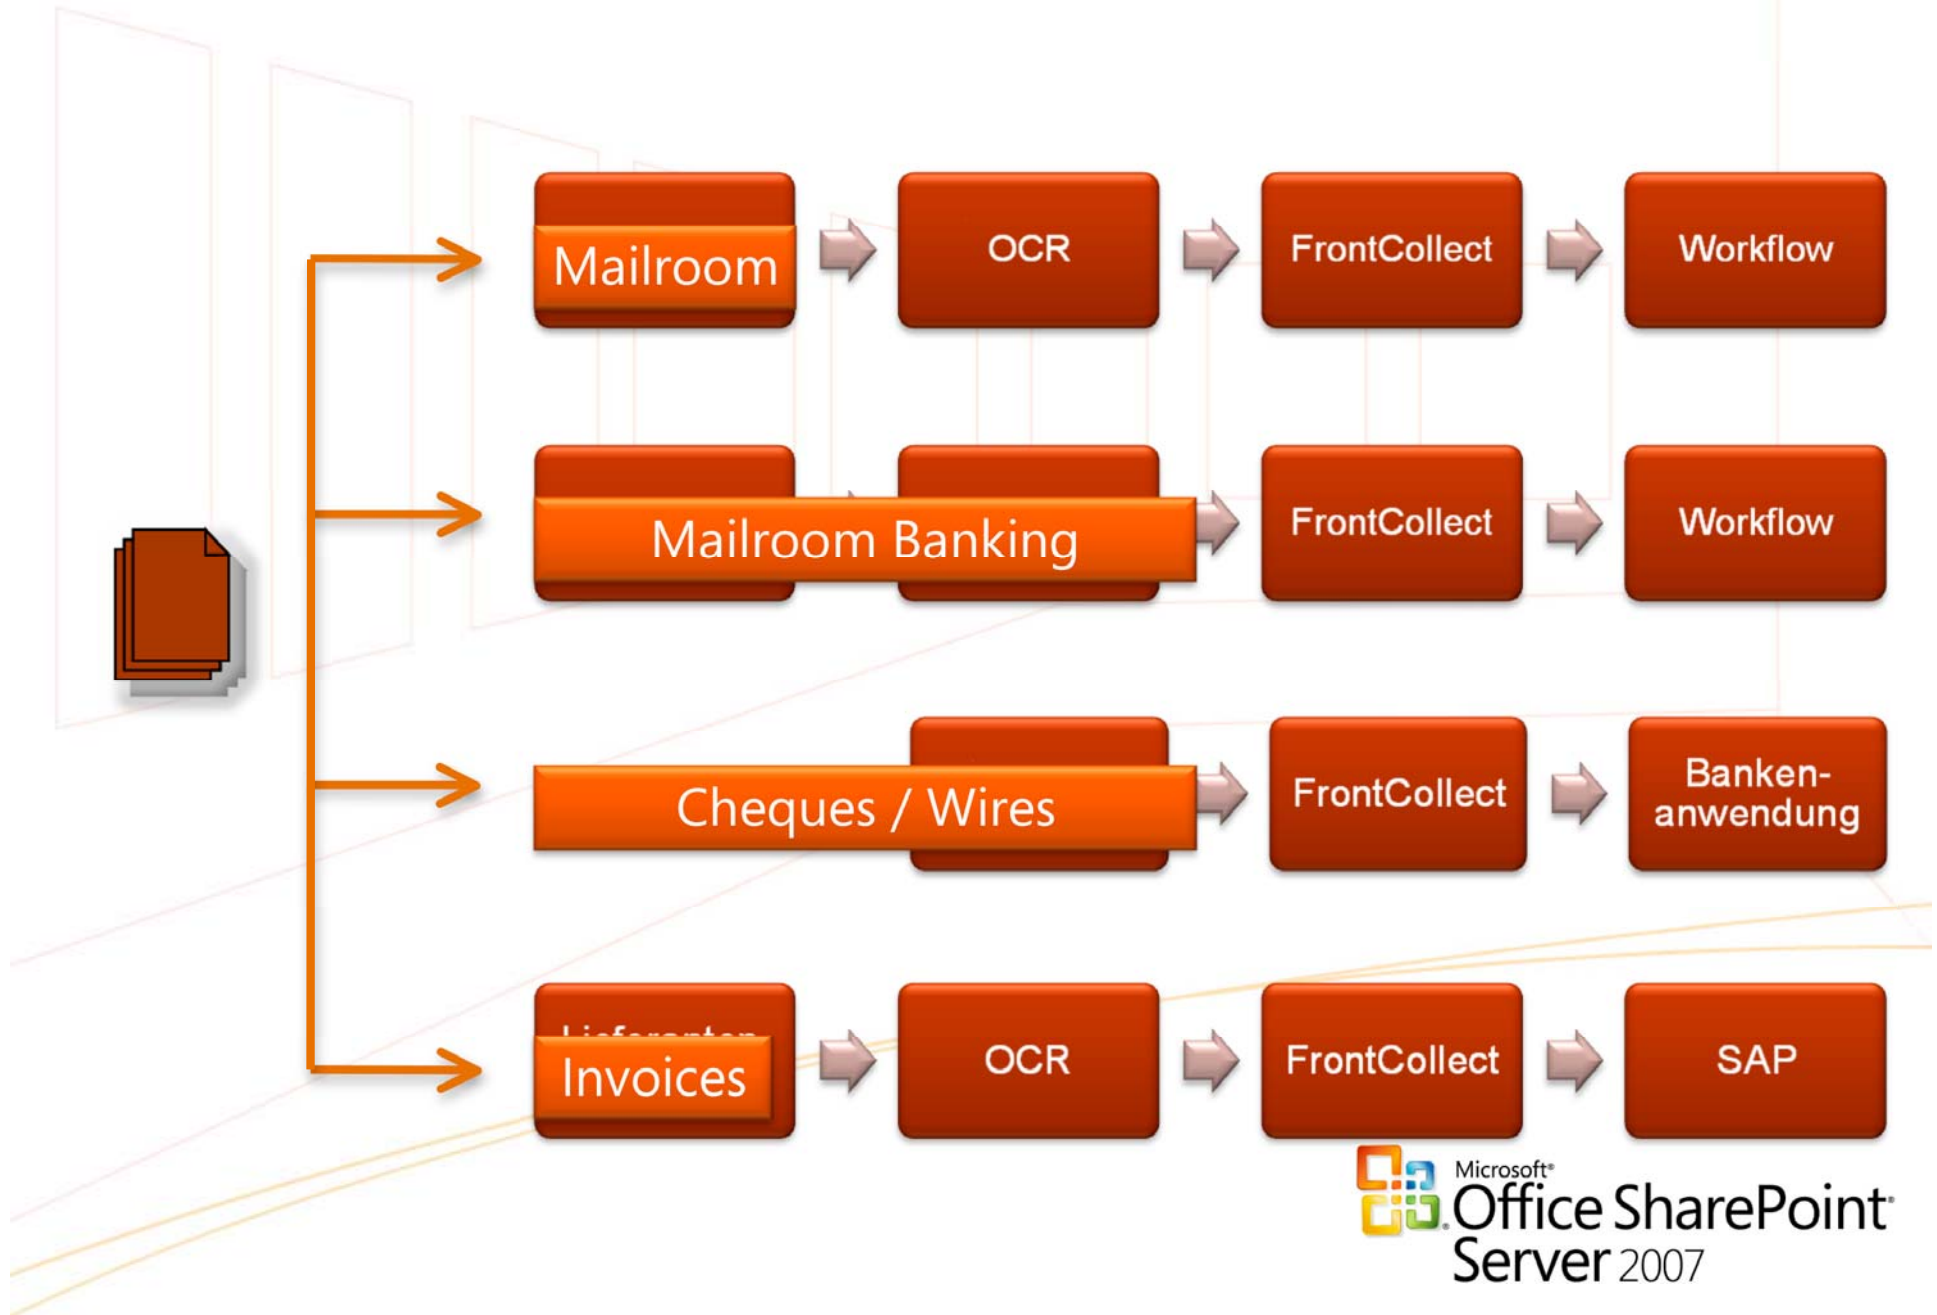 Mailroom
OCR
FrontCollect
Workflow
Mailroom Banking
FrontCollect
Workflow
Cheques / Wires
FrontCollect
Banken-
anwendung
Invoices
OCR
FrontCollect
SAP
Microsoft®
Office SharePoint®
Server 2007